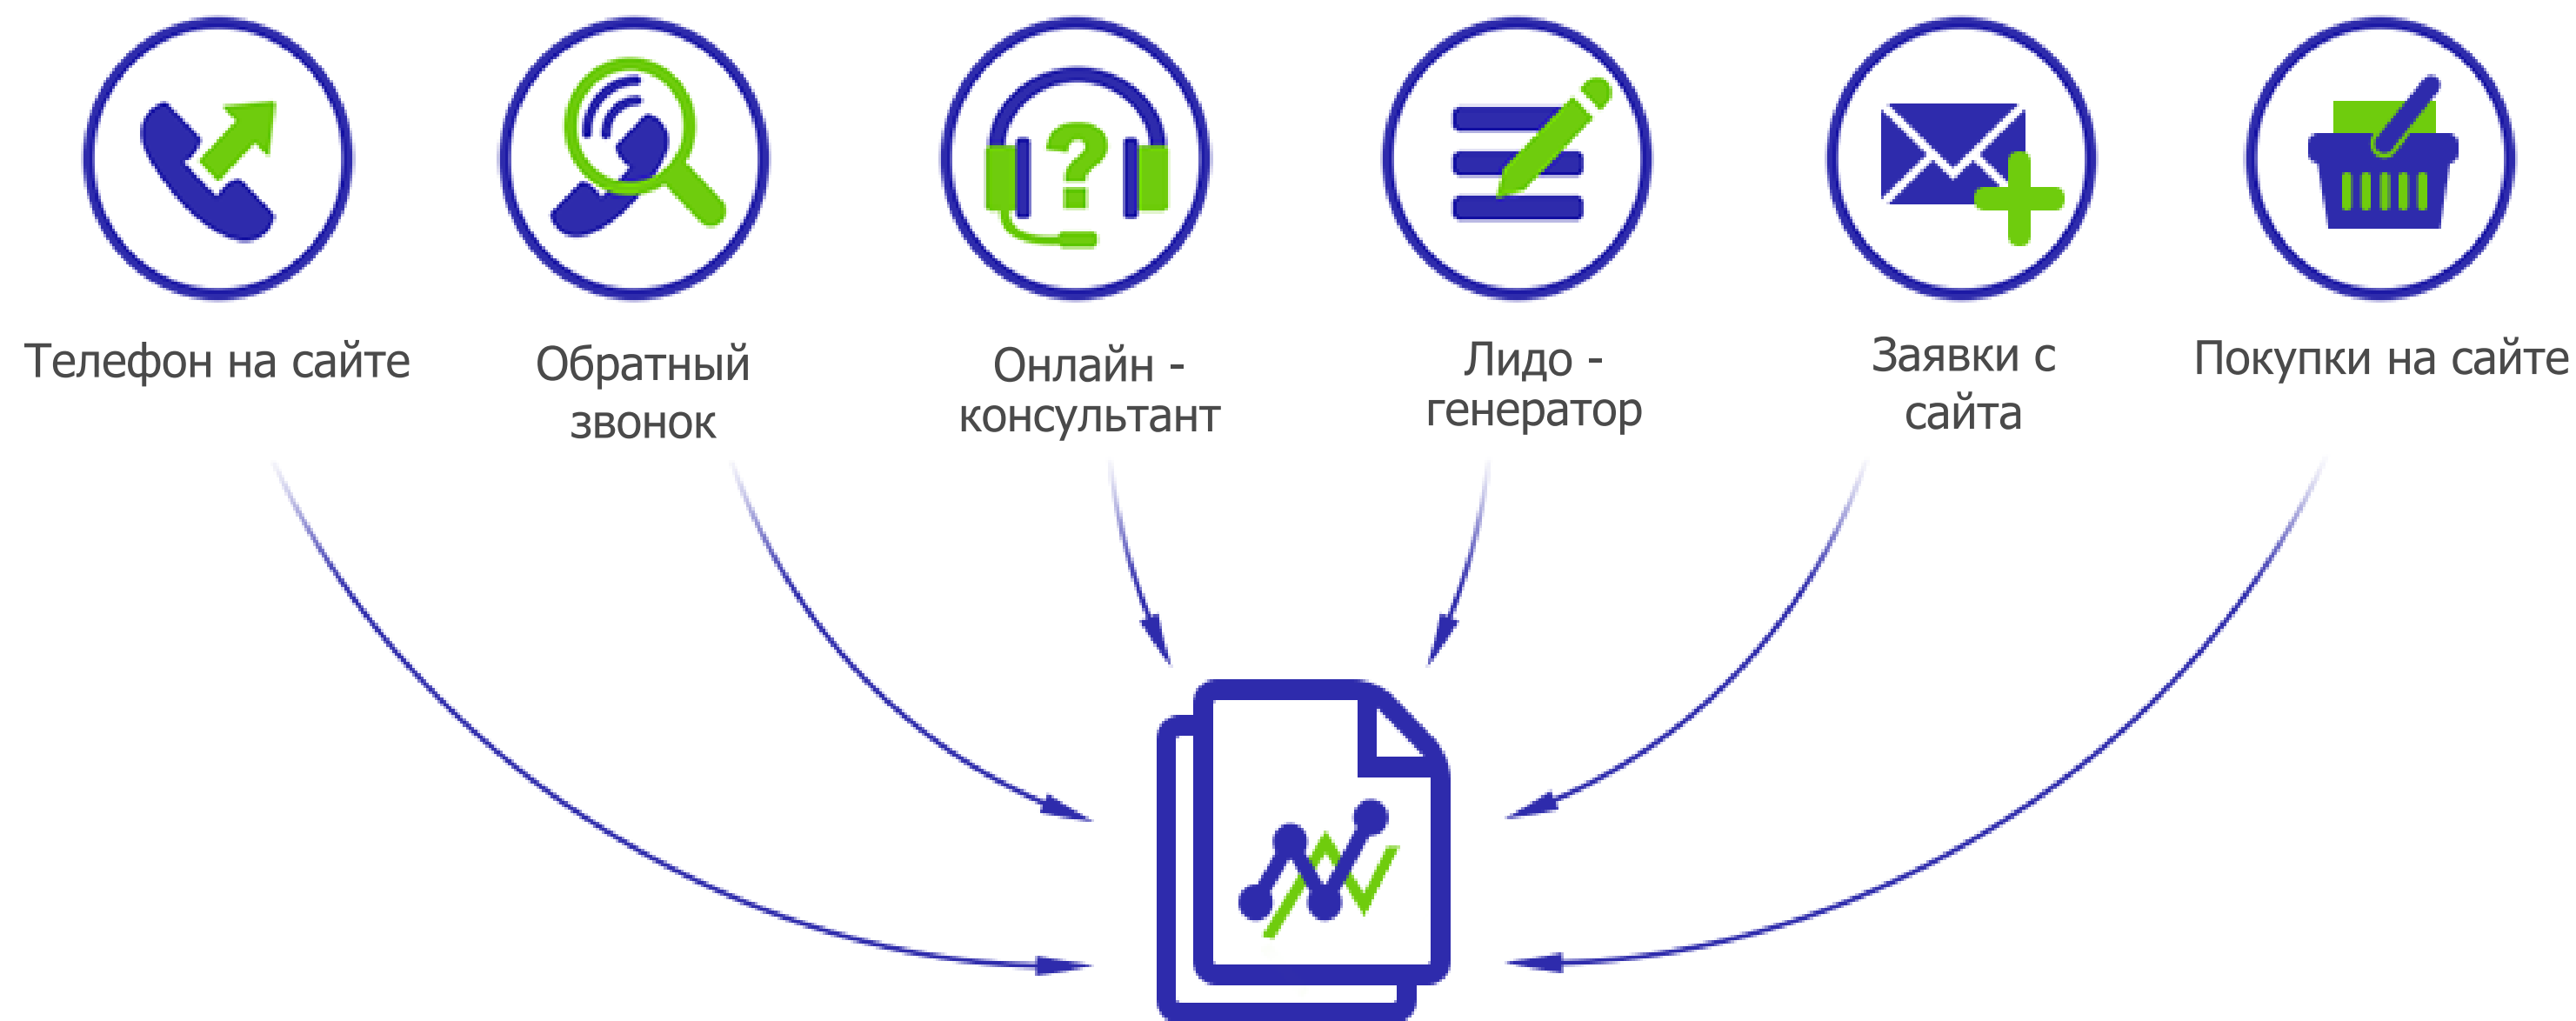 Телефон на сайте
Обратный
звонок
Онлайн -
консультант
Лидо -
генератор
Заявки с
сайта
Покупки на сайте